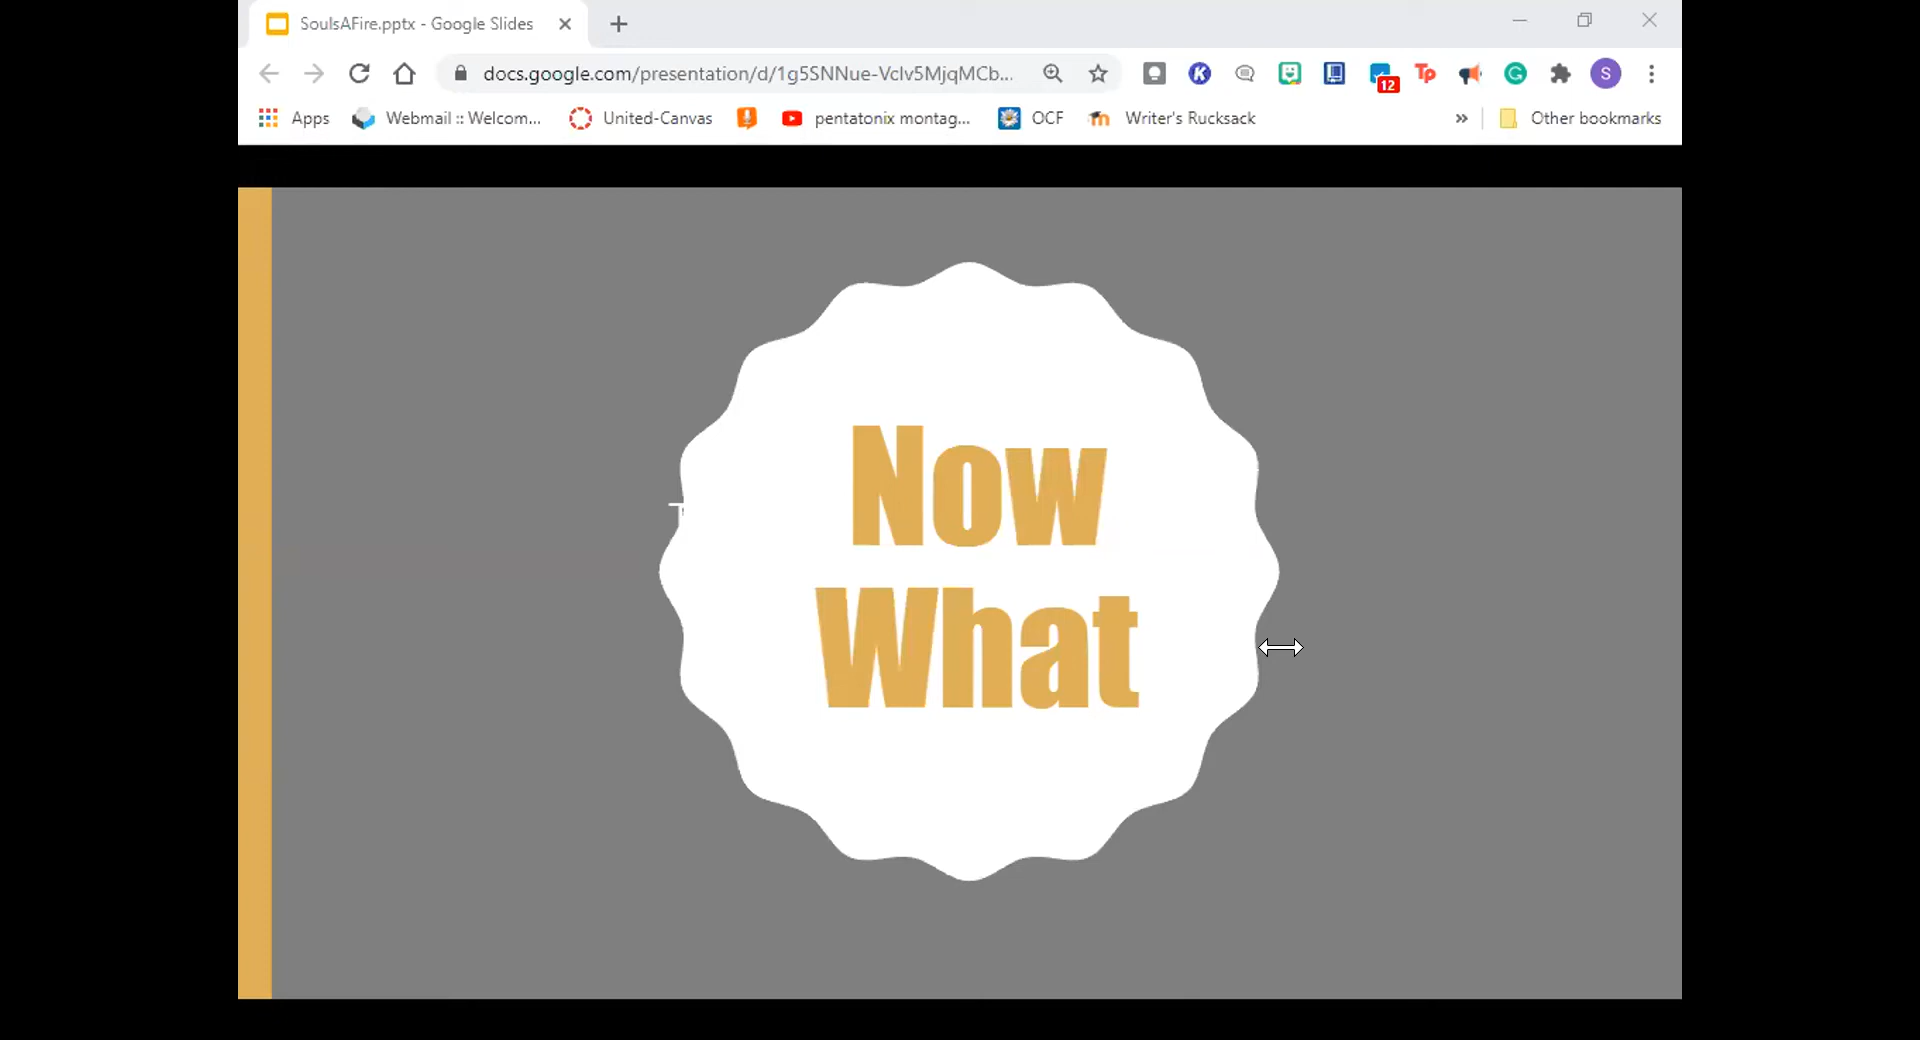 SoulsAFire.pptx - Google Slides
docs.google.com/presentation/d/1g5SNNue-VcIv5MjqMCb...
12
S
Apps
Webmail :: Welcom...
United-Canvas
pentatonix montag...
OCF
Writer's Rucksack
»
Other bookmarks
Now
What